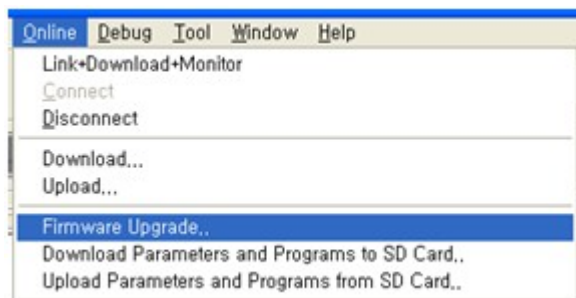 Online Debug Tool Window Help
Link+Download+Monitor
Connect
Disconnect
Download...
Upload...
Firmware Upgrade..
Download Parameters and Programs to SD Card..
Upload Parameters and Programs from SD Card..